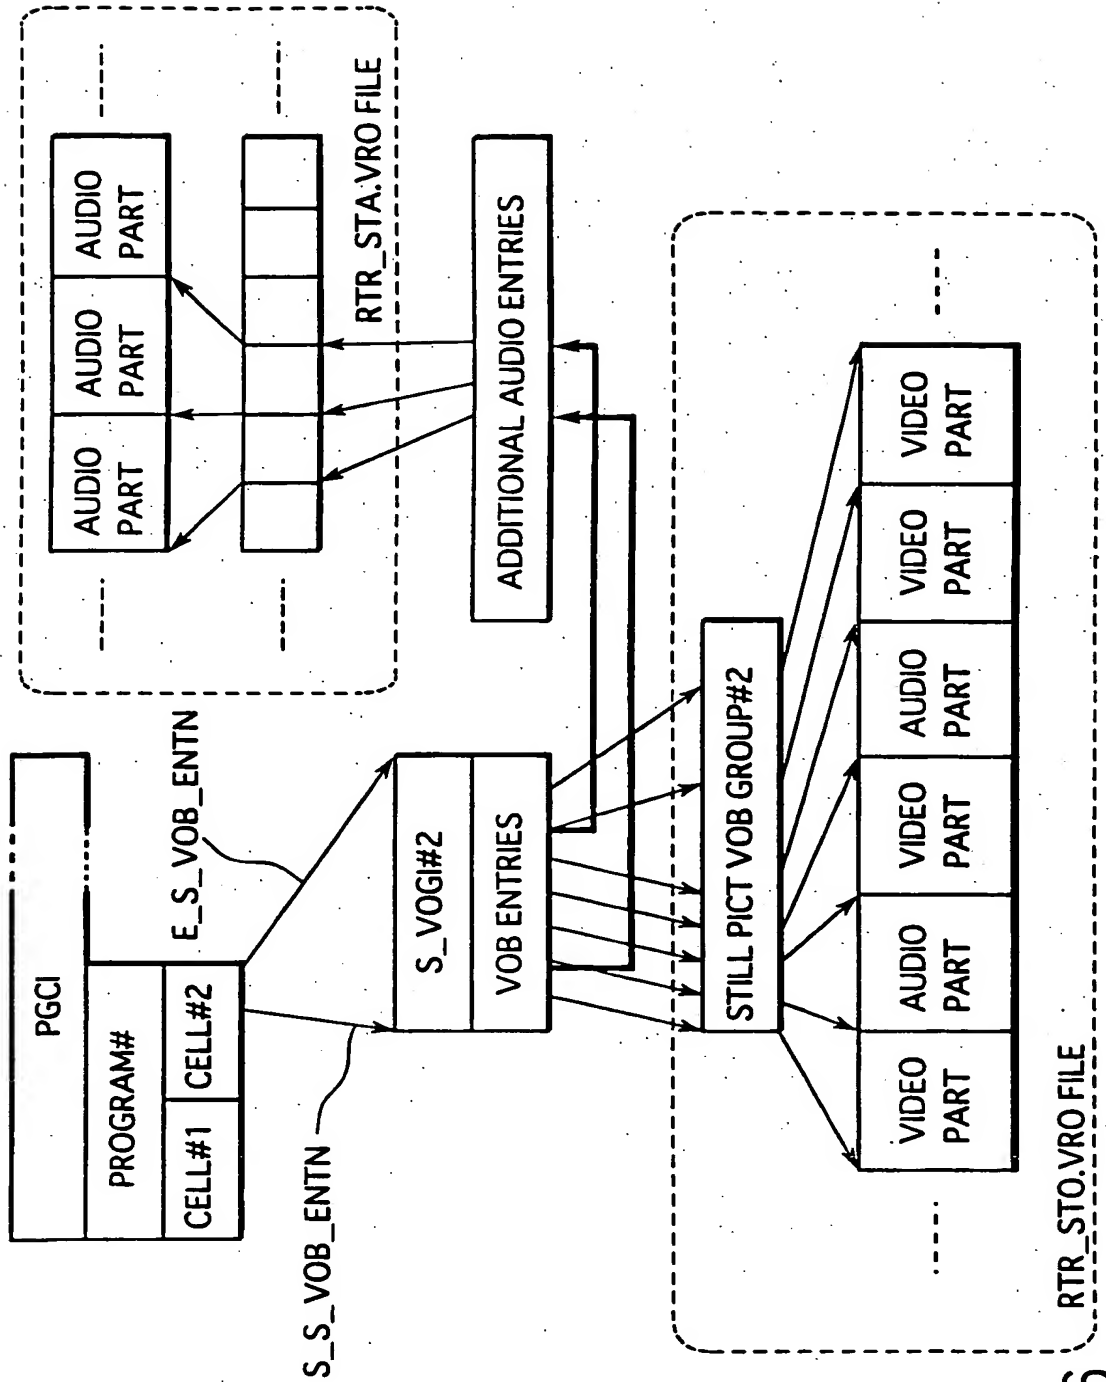 PGCI
PROGRAM#
CELL#1
CELL#2
S_S_VOB_ENTN
E_S_VOB_ENTN
S_VOGI#2
VOB ENTRIES
AUDIO
PART
AUDIO
PART
AUDIO
PART
RTR_STA.VRO FILE
ADDITIONAL AUDIO ENTRIES
STILL PICT VOB GROUP#2
VIDEO
PART
AUDIO
PART
VIDEO
PART
AUDIO
PART
VIDEO
PART
VIDEO
PART
RTR_STO.VRO FILE